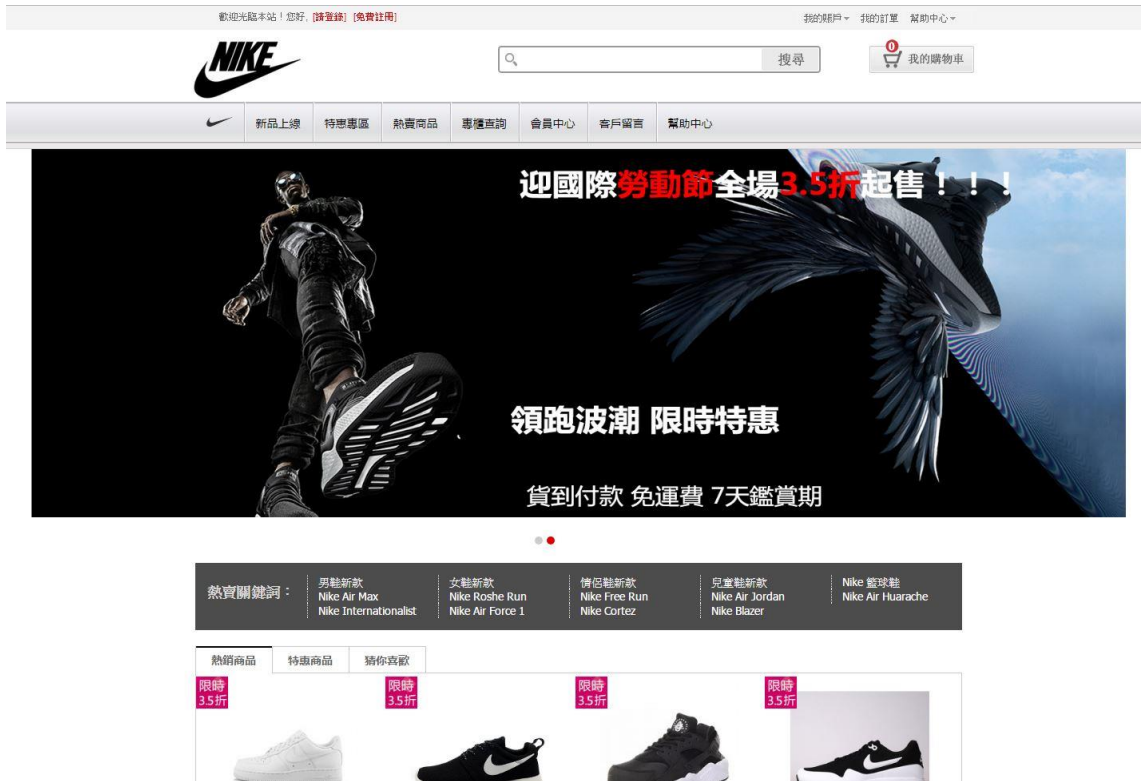 歡迎光臨本站！您好, [請登錄] [免費註冊]
我的賬戶 我的訂單 幫助中心
NIKE
搜尋
0 我的購物車
新品上線 特惠專區 熱賣商品 專櫃查詢 會員中心 客戶留言 幫助中心
迎國際勞動節全場3.5折起售！！！
領跑波潮 限時特惠
貨到付款 免運費 7天鑑賞期
熱賣關鍵詞：
男鞋新款
Nike Air Max
Nike Internationalist
女鞋新款
Nike Roshe Run
Nike Air Force 1
情侶鞋新款
Nike Free Run
Nike Cortez
兒童鞋新款
Nike Air Jordan
Nike Blazer
Nike 籃球鞋
Nike Air Huarache
熱銷商品 特惠商品 猜你喜歡
限時
3.5折
限時
3.5折
限時
3.5折
限時
3.5折